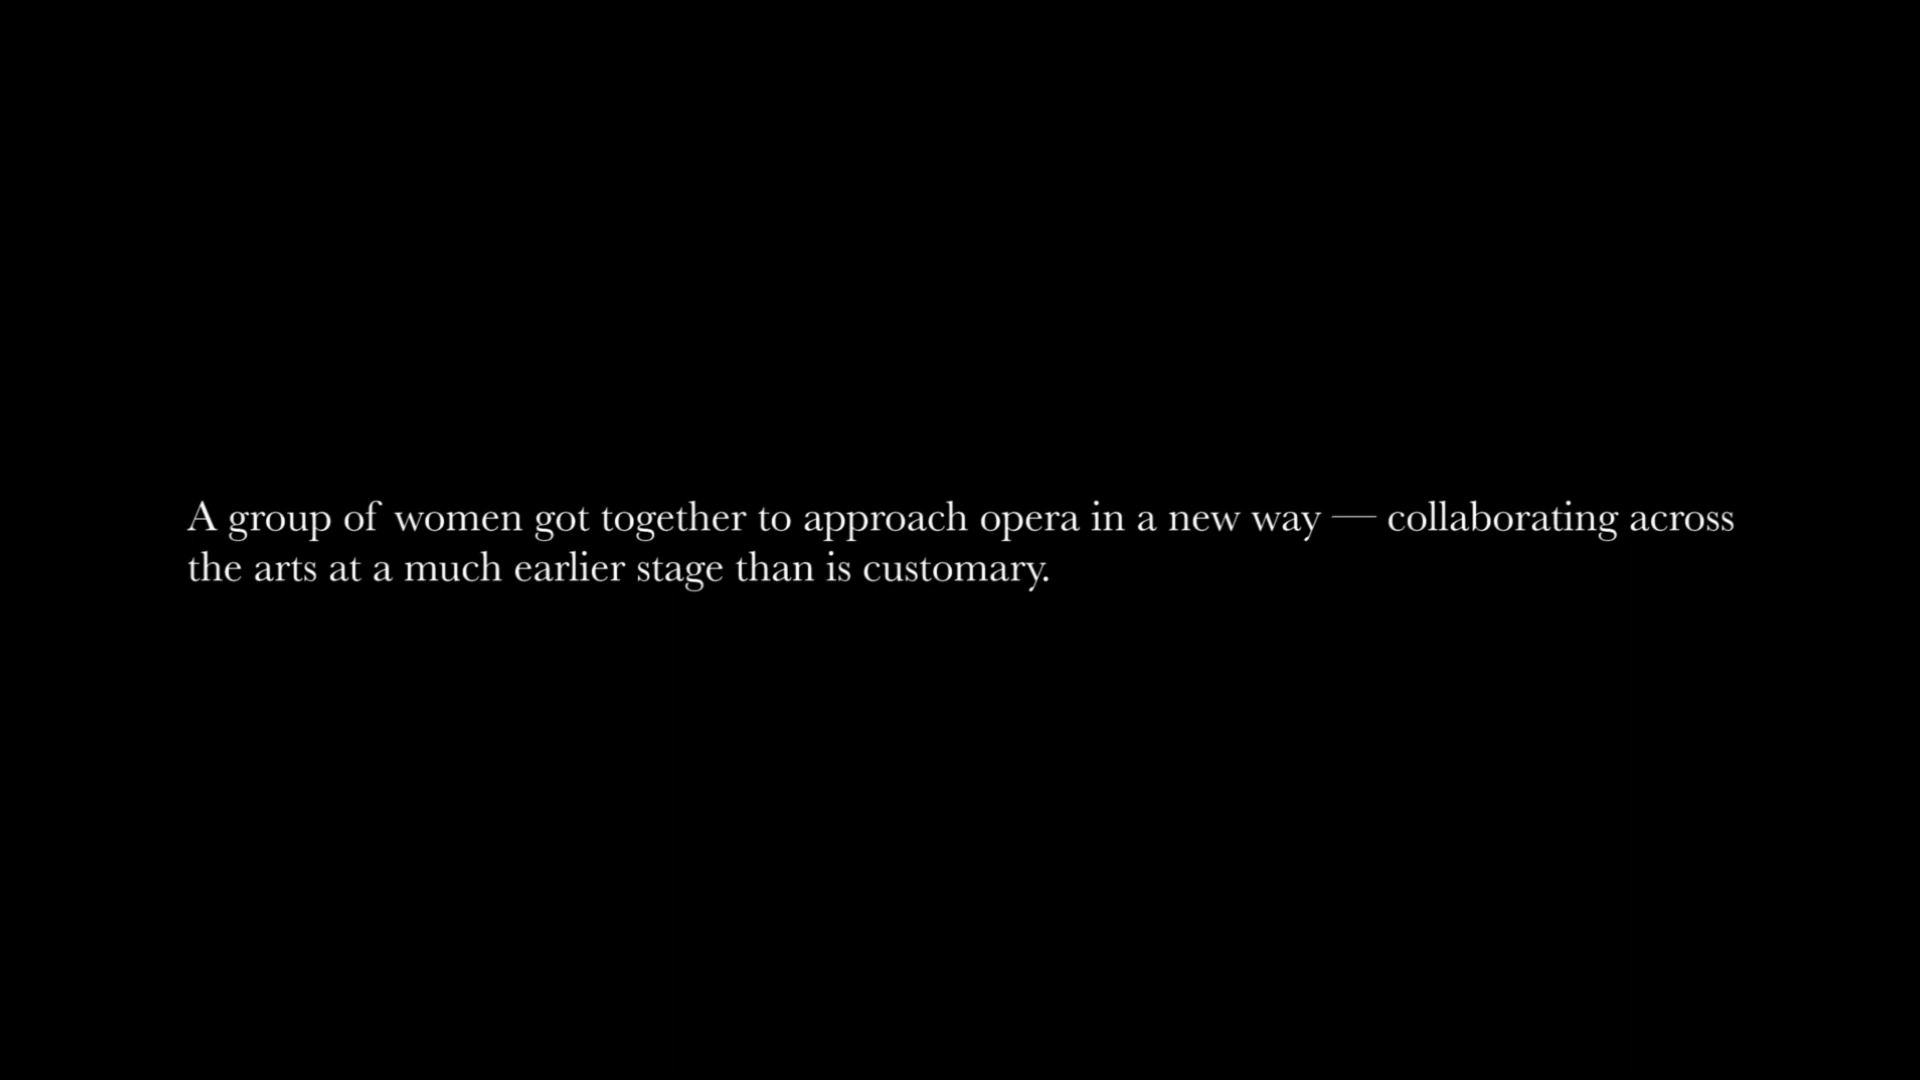 A group of women got together to approach opera in a new way — collaborating across
the arts at a much earlier stage than is customary.